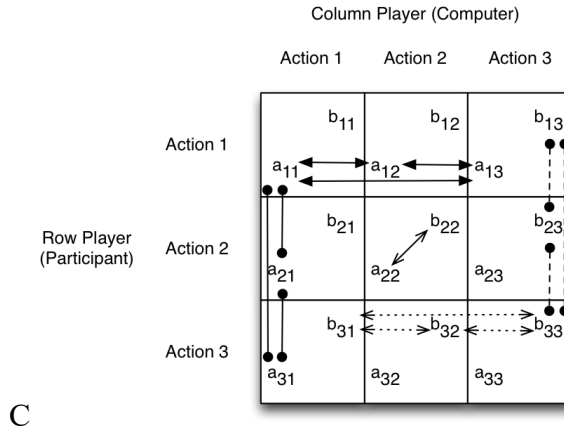 Column Player (Computer)
Action 1 Action 2 Action 3
b11 b12 b13
Action 1
a11 a12 a13
b21 b22 b23
Row Player
(Participant)
Action 2
a21 a22 a23
b31 b32 b33
Action 3
a31 a32 a33
C